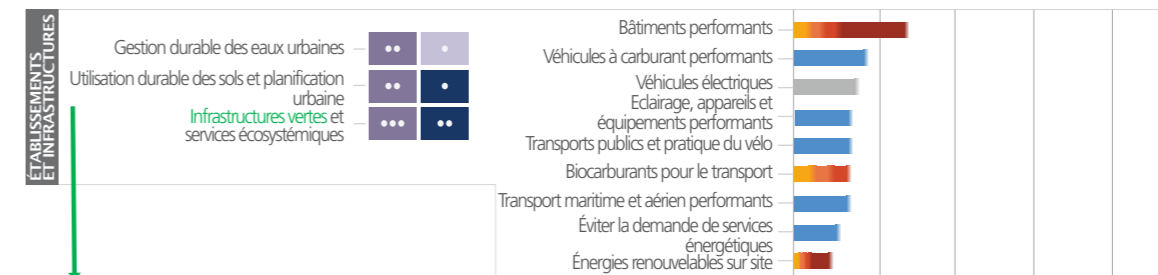 ÉTABLISSEMENTS
ET INFRASTRUCTURES
Gestion durable des eaux urbaines
Utilisation durable des sols et planification
urbaine
Infrastructures vertes et
services écosystémiques
Bâtiments performants
Véhicules à carburant performants
Véhicules électriques
Eclairage, appareils et
équipements performants
Transports publics et pratique du vélo
Biocarburants pour le transport
Transport maritime et aérien performants
Éviter la demande de services
énergétiques
Énergies renouvelables sur site